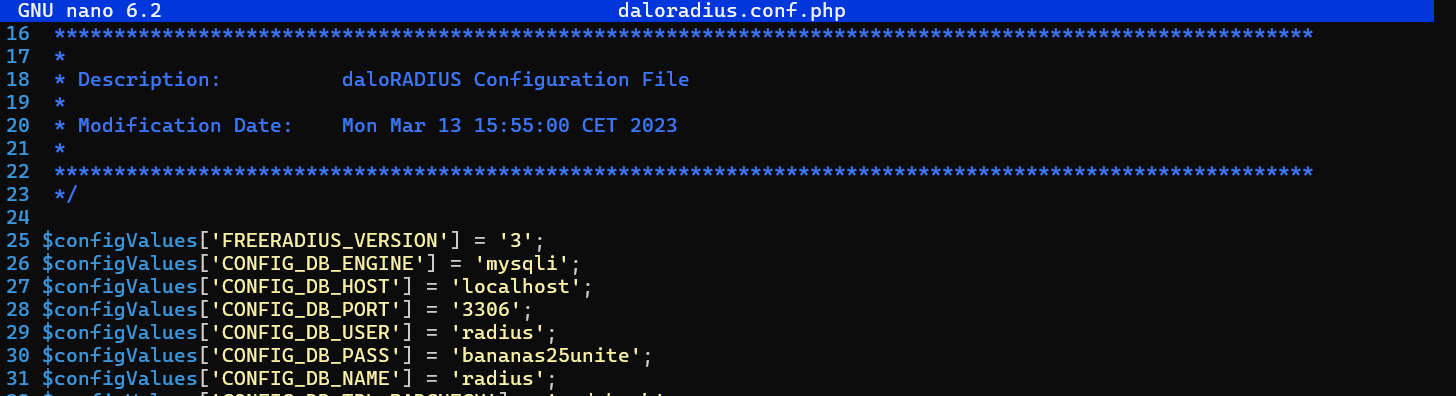 GNU nano 6.2 daloradius.conf.php
16 *********************************************************************************************************
17 *
18 * Description: daloRADIUS Configuration File
19 *
20 * Modification Date: Mon Mar 13 15:55:00 CET 2023
21 *
22 *********************************************************************************************************
23 */
24
25 $configValues['FREERADIUS_VERSION'] = '3';
26 $configValues['CONFIG_DB_ENGINE'] = 'mysqli';
27 $configValues['CONFIG_DB_HOST'] = 'localhost';
28 $configValues['CONFIG_DB_PORT'] = '3306';
29 $configValues['CONFIG_DB_USER'] = 'radius';
30 $configValues['CONFIG_DB_PASS'] = 'bananas25unite';
31 $configValues['CONFIG_DB_NAME'] = 'radius';